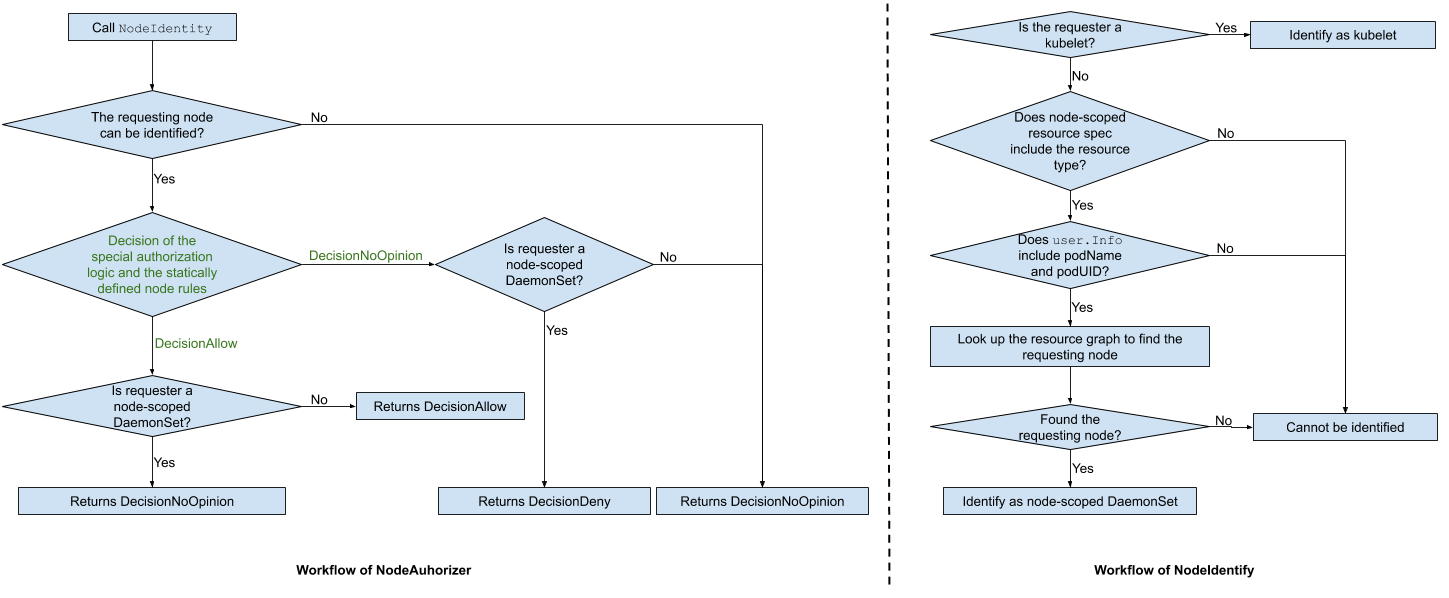 Call NodeIdentity
The requesting node
can be identified?
No
Yes
Decision of the
special authorization
logic and the statically
defined node rules
DecisionNoOpinion
Is requester a
node-scoped
DaemonSet?
No
Yes
DecisionAllow
Is requester a
node-scoped
DaemonSet?
No
Returns DecisionAllow
Yes
Returns DecisionNoOpinion
Returns DecisionDeny
Returns DecisionNoOpinion
Workflow of NodeAuhorizer
Is the requester a
kubelet?
Yes
Identify as kubelet
No
Does node-scoped
resource spec
include the resource
type?
No
Yes
Does user.Info
include podName
and podUID?
No
Yes
Look up the resource graph to find the
requesting node
Found the
requesting node?
No
Cannot be identified
Yes
Identify as node-scoped DaemonSet
Workflow of NodeIdentify